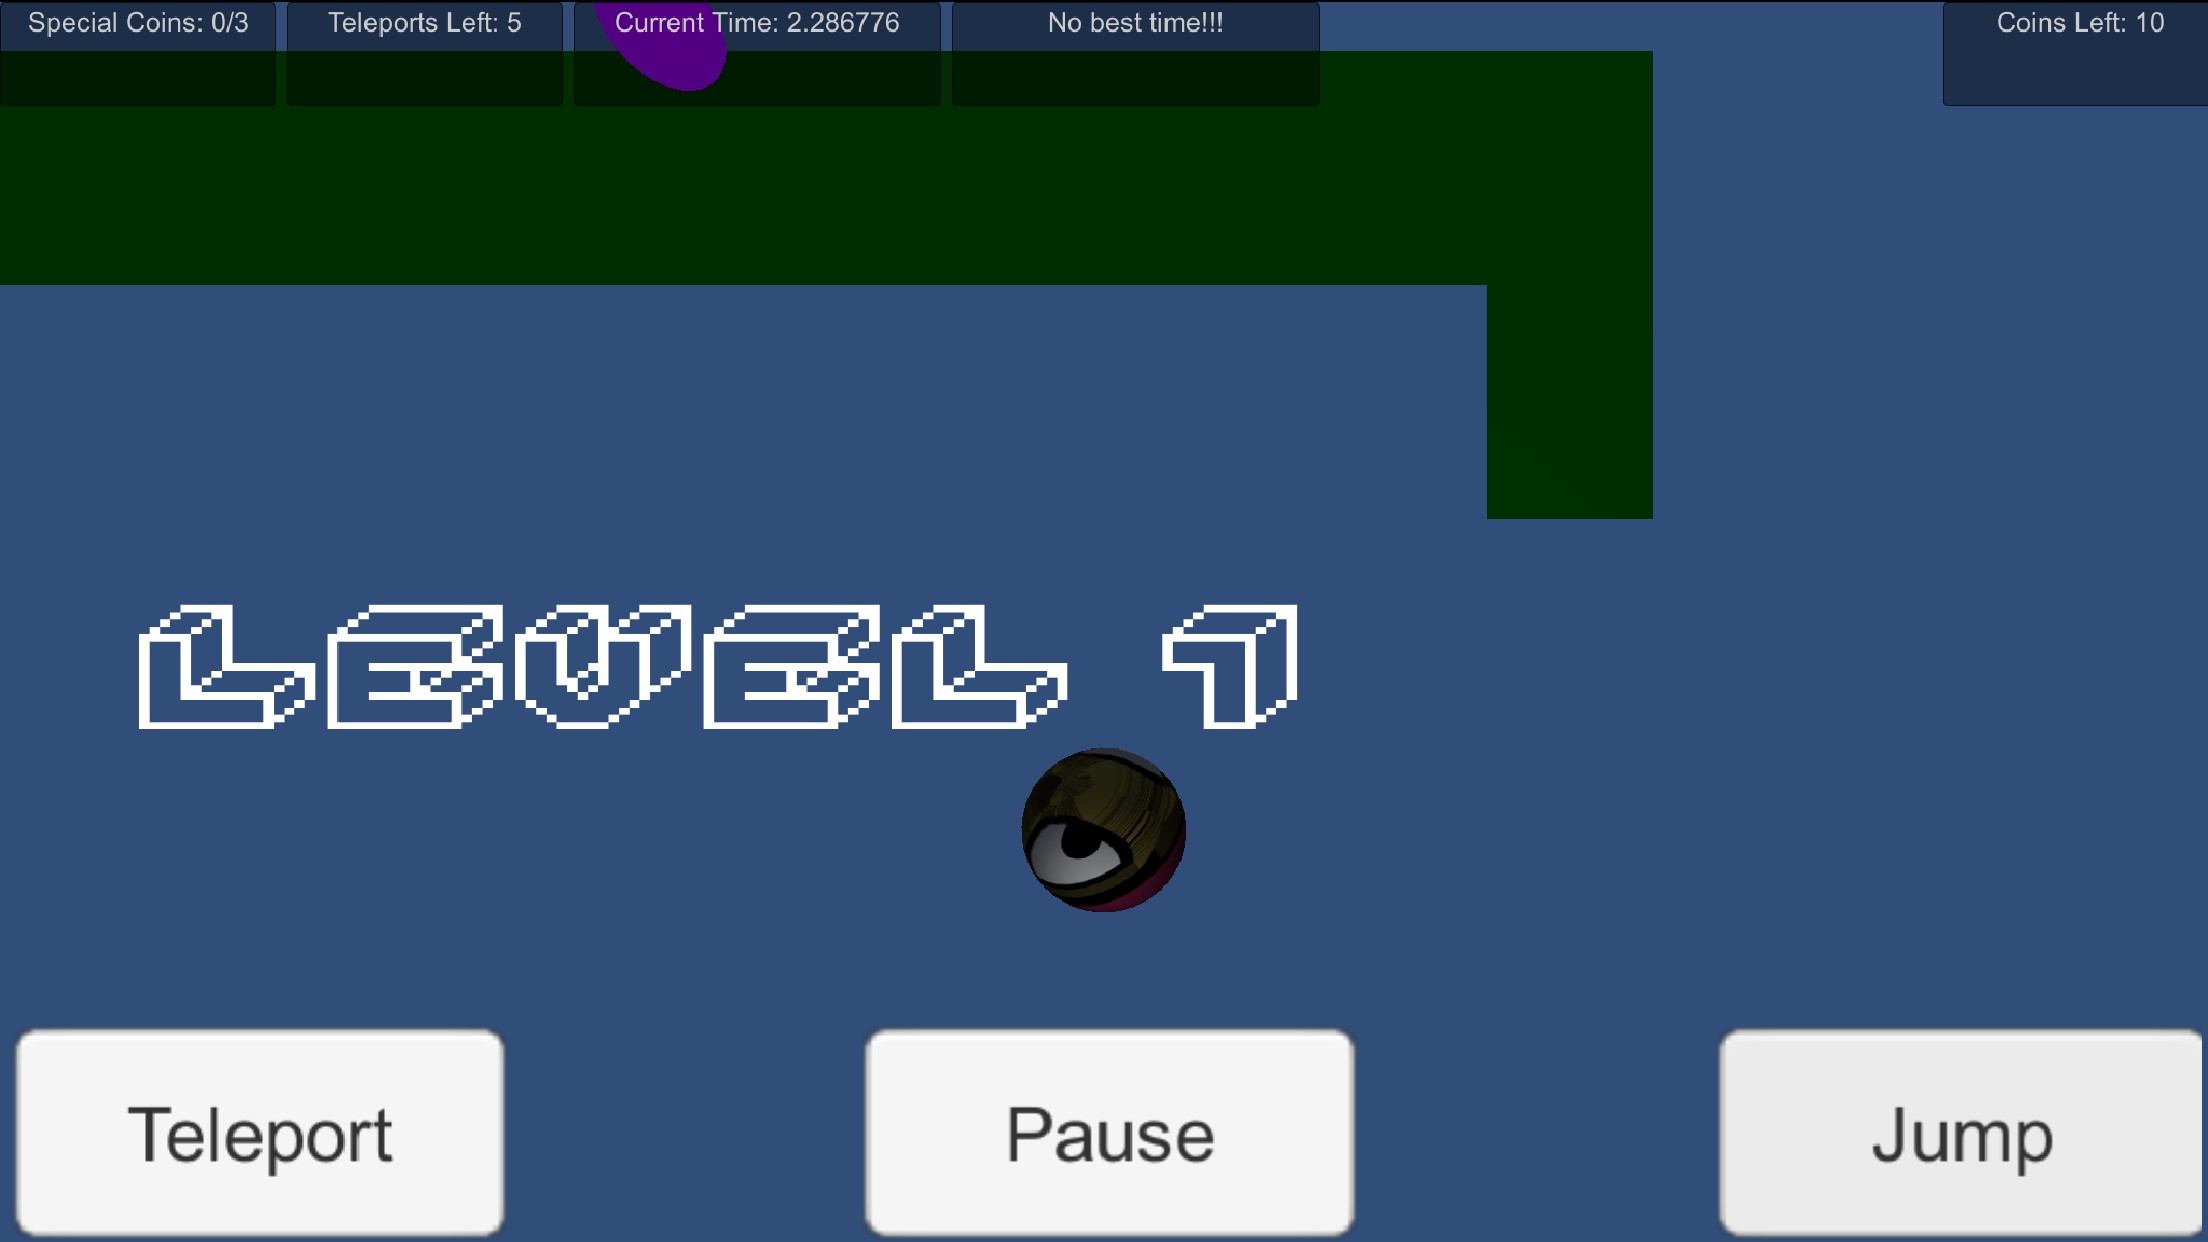 Special Coins: 0/3
Teleports Left: 5
Current Time: 2.286776
No best time!!!
Coins Left: 10
LEVEL 1
Teleport
Pause
Jump